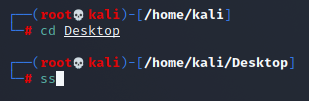 ┌──(root💀kali)-[/home/kali]
└─# cd Desktop
┌──(root💀kali)-[/home/kali/Desktop]
└─# ss